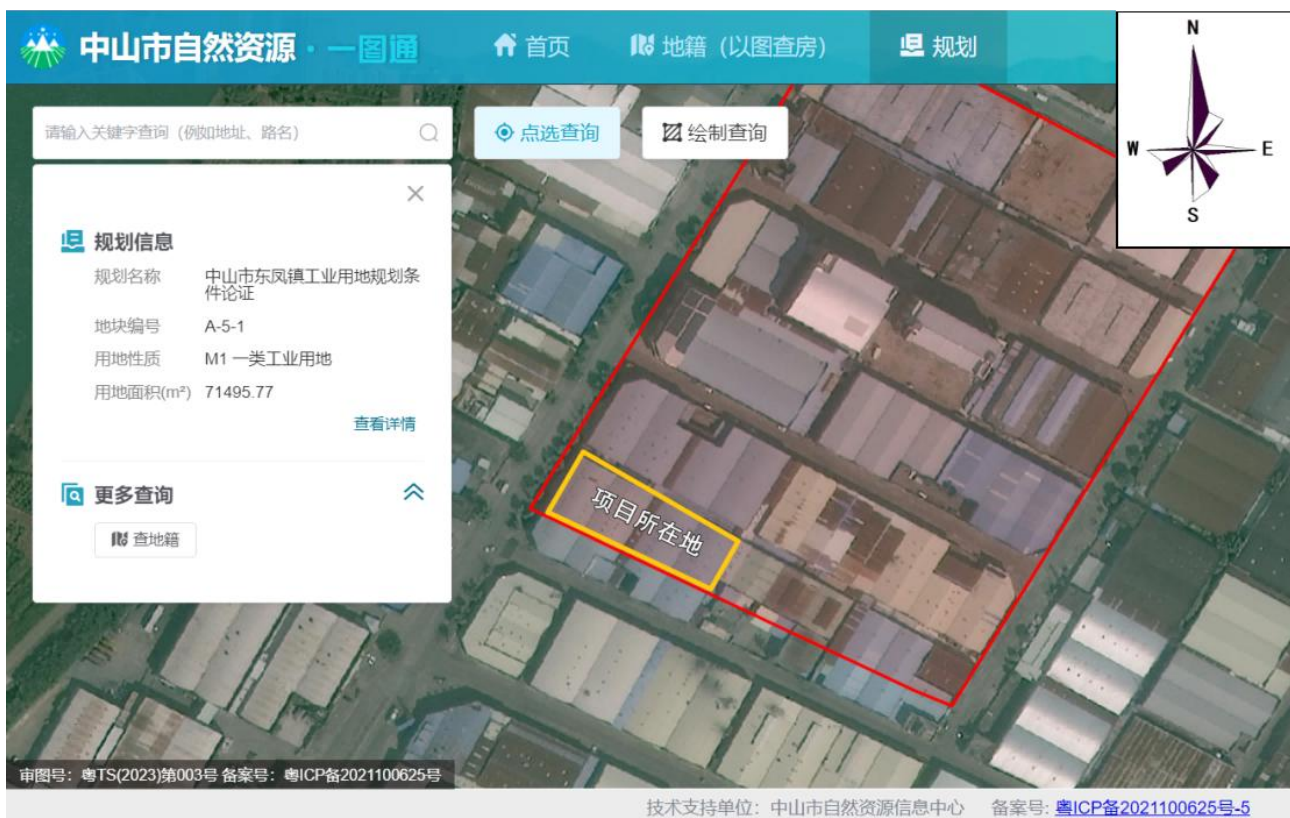 中山市自然资源·一图通
首页
地籍（以图查房）
规划
N
W
E
S
请输入关键字查询（例如地址、路名）
点选查询
绘制查询
规划信息
规划名称 中山市东凤镇工业用地规划条
件论证
地块编号 A-5-1
用地性质 M1 一类工业用地
用地面积(m²) 71495.77
查看详情
更多查询
查地籍
项目所在地
审图号：粤TS(2023)第003号 备案号：粤ICP备2021100625号
技术支持单位：中山市自然资源信息中心 备案号: 粤ICP备2021100625号-5